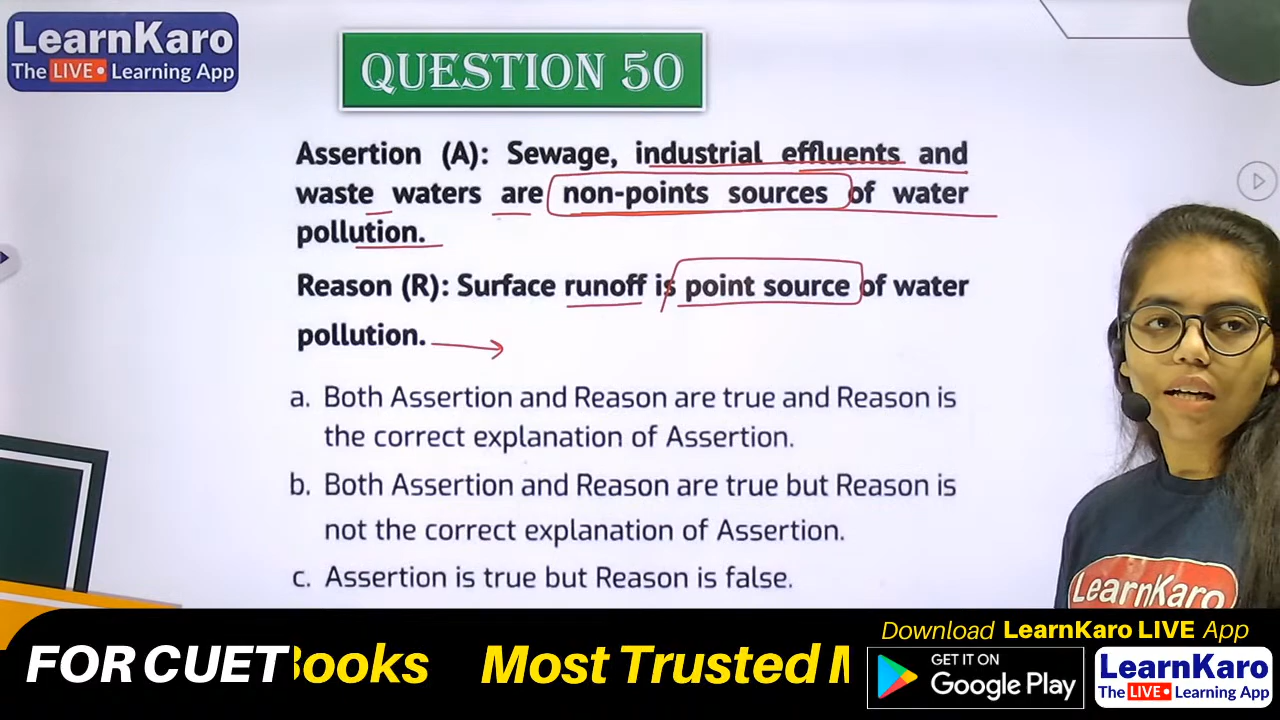 LearnKaro
The LIVE Learning App
QUESTION 50
Assertion (A): Sewage, industrial effluents and
waste waters are non-points sources of water
pollution.
Reason (R): Surface runoff is point source of water
pollution.
a. Both Assertion and Reason are true and Reason is
the correct explanation of Assertion.
b. Both Assertion and Reason are true but Reason is
not the correct explanation of Assertion.
c. Assertion is true but Reason is false.
LearnKaro
FOR CUET Books Most Trusted
Download LearnKaro LIVE App
GET IT ON
Google Play
LearnKaro
The LIVE Learning App